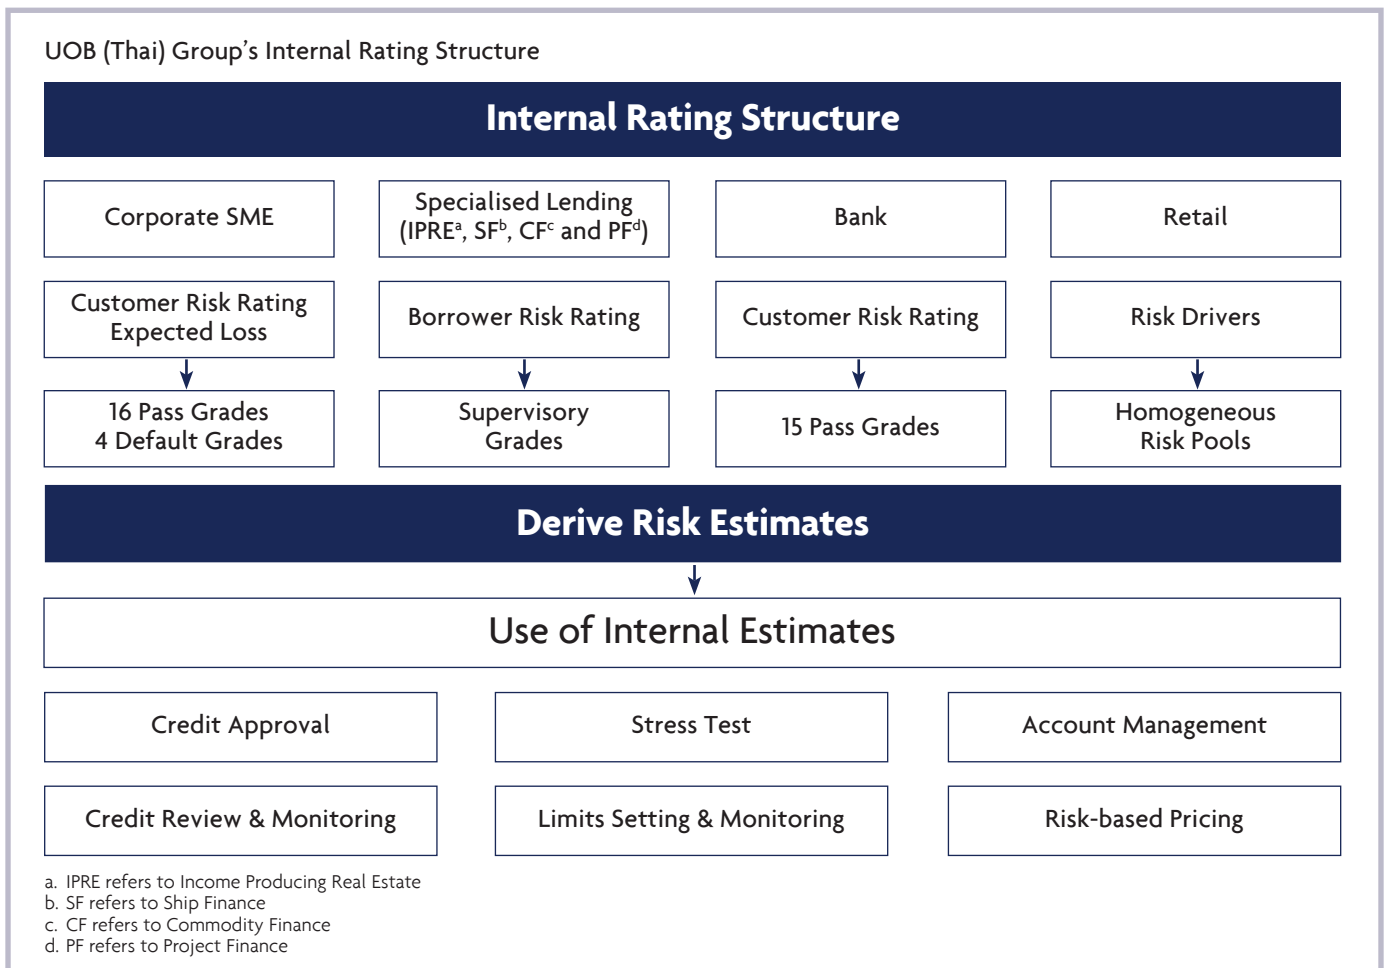 UOB (Thai) Group’s Internal Rating Structure
Internal Rating Structure
Corporate SME
Specialised Lending
(IPREᵃ, SFᵇ, CFᶜ and PFᵈ)
Bank
Retail
Customer Risk Rating
Expected Loss
Borrower Risk Rating
Customer Risk Rating
Risk Drivers
16 Pass Grades
4 Default Grades
Supervisory
Grades
15 Pass Grades
Homogeneous
Risk Pools
Derive Risk Estimates
Use of Internal Estimates
Credit Approval
Stress Test
Account Management
Credit Review & Monitoring
Limits Setting & Monitoring
Risk-based Pricing
a. IPRE refers to Income Producing Real Estate
b. SF refers to Ship Finance
c. CF refers to Commodity Finance
d. PF refers to Project Finance